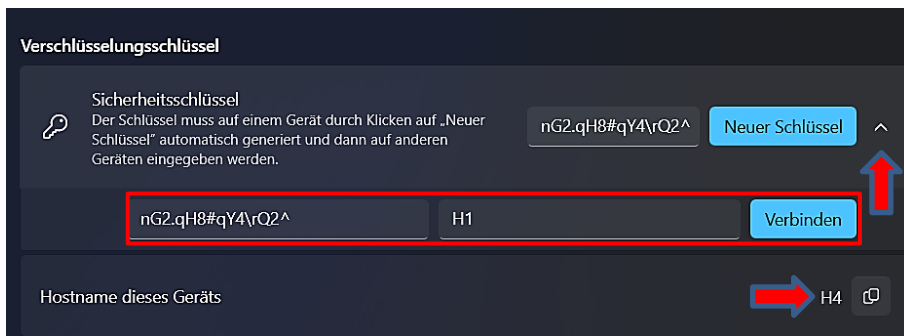 Verschlüsselungsschlüssel
Sicherheitsschlüssel
Der Schlüssel muss auf einem Gerät durch Klicken auf „Neuer
Schlüssel" automatisch generiert und dann auf anderen
Geräten eingegeben werden.
nG2.qH8#qY4\rQ2^
Neuer Schlüssel
nG2.qH8#qY4\rQ2^
H1
Verbinden
Hostname dieses Geräts
H4